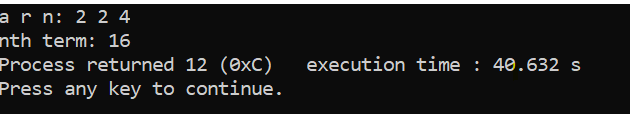 a r n: 2 2 4
nth term: 16
Process returned 12 (0xC)   execution time : 40.632 s
Press any key to continue.